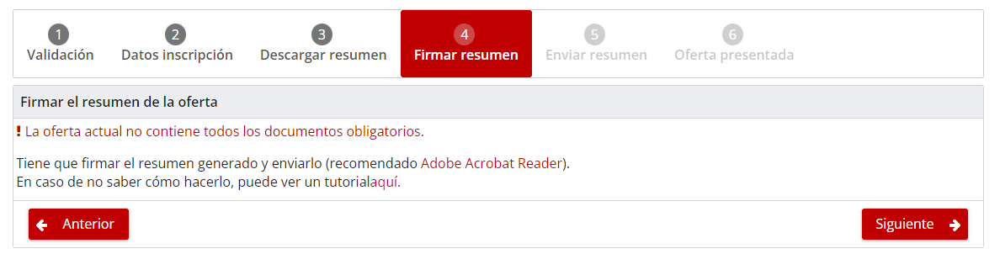 1 2 3 4 5 6
Validación Datos inscripción Descargar resumen Firmar resumen Enviar resumen Oferta presentada
Firmar el resumen de la oferta
! La oferta actual no contiene todos los documentos obligatorios.
Tiene que firmar el resumen generado y enviarlo (recomendado Adobe Acrobat Reader).
En caso de no saber cómo hacerlo, puede ver un tutorialaquí.
Anterior Siguiente